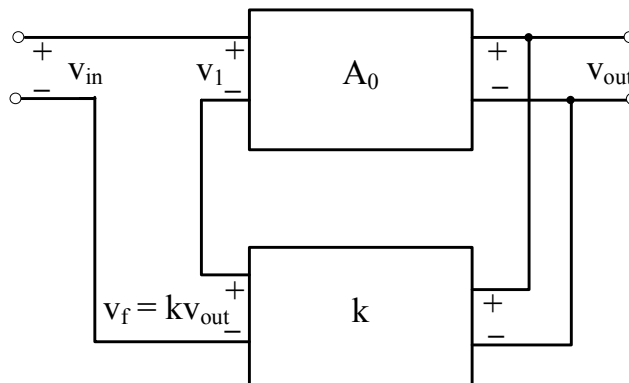 + + +
v_in v_1 A_0 v_out
− − −
+ +
v_f = kv_out k
− −